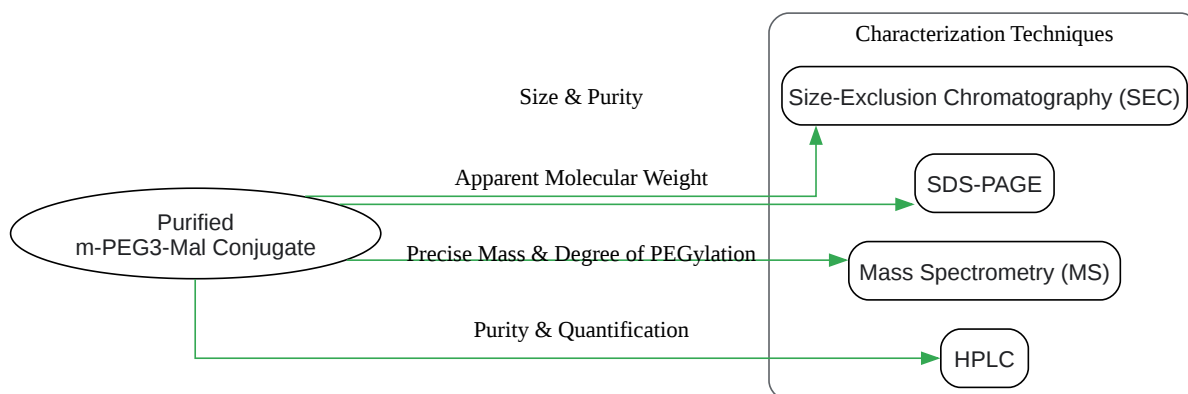 Characterization Techniques
Size & Purity
Size-Exclusion Chromatography (SEC)
Apparent Molecular Weight
SDS-PAGE
Purified
m-PEG3-Mal Conjugate
Precise Mass & Degree of PEGylation
Mass Spectrometry (MS)
Purity & Quantification
HPLC